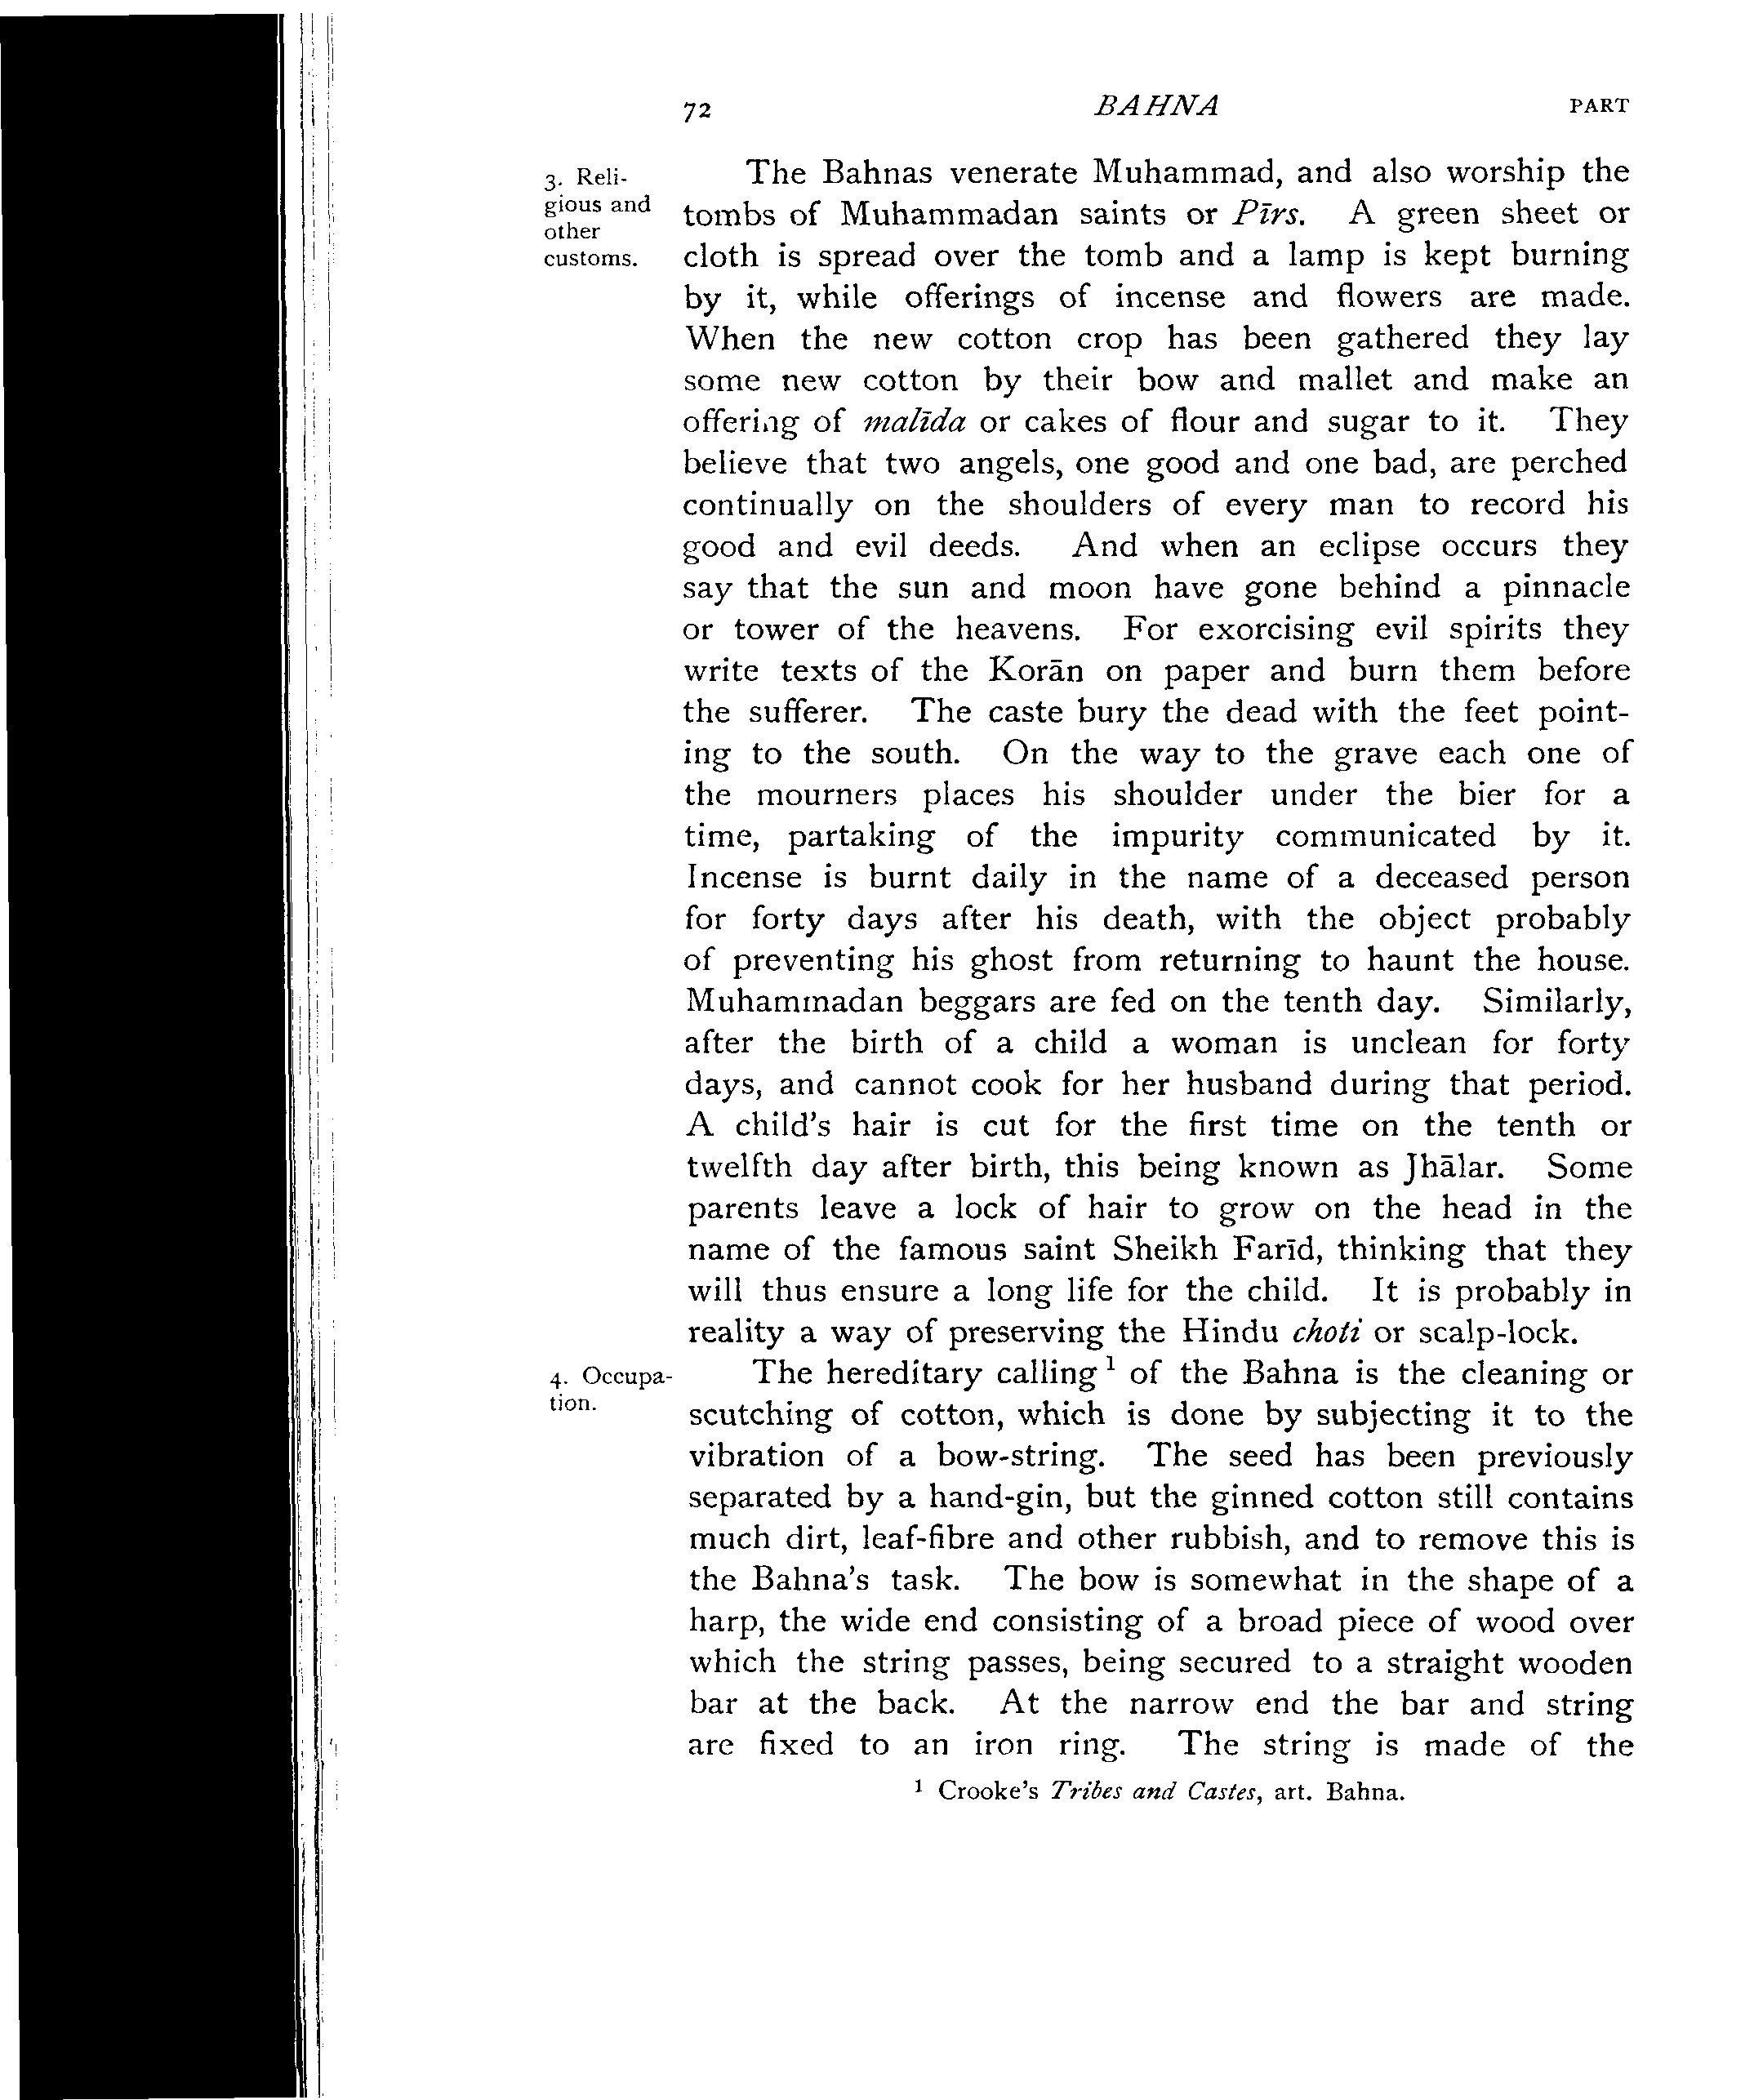 72 BAHNA PART
3. Reli-
gious and
other
customs.
The Bahnas venerate Muhammad, and also worship the
tombs of Muhammadan saints or Pīrs. A green sheet or
cloth is spread over the tomb and a lamp is kept burning
by it, while offerings of incense and flowers are made.
When the new cotton crop has been gathered they lay
some new cotton by their bow and mallet and make an
offering of malīda or cakes of flour and sugar to it. They
believe that two angels, one good and one bad, are perched
continually on the shoulders of every man to record his
good and evil deeds. And when an eclipse occurs they
say that the sun and moon have gone behind a pinnacle
or tower of the heavens. For exorcising evil spirits they
write texts of the Korān on paper and burn them before
the sufferer. The caste bury the dead with the feet point-
ing to the south. On the way to the grave each one of
the mourners places his shoulder under the bier for a
time, partaking of the impurity communicated by it.
Incense is burnt daily in the name of a deceased person
for forty days after his death, with the object probably
of preventing his ghost from returning to haunt the house.
Muhammadan beggars are fed on the tenth day. Similarly,
after the birth of a child a woman is unclean for forty
days, and cannot cook for her husband during that period.
A child's hair is cut for the first time on the tenth or
twelfth day after birth, this being known as Jhālar. Some
parents leave a lock of hair to grow on the head in the
name of the famous saint Sheikh Farīd, thinking that they
will thus ensure a long life for the child. It is probably in
reality a way of preserving the Hindu choti or scalp-lock.
4. Occupa-
tion.
The hereditary calling¹ of the Bahna is the cleaning or
scutching of cotton, which is done by subjecting it to the
vibration of a bow-string. The seed has been previously
separated by a hand-gin, but the ginned cotton still contains
much dirt, leaf-fibre and other rubbish, and to remove this is
the Bahna's task. The bow is somewhat in the shape of a
harp, the wide end consisting of a broad piece of wood over
which the string passes, being secured to a straight wooden
bar at the back. At the narrow end the bar and string
are fixed to an iron ring. The string is made of the
¹ Crooke's Tribes and Castes, art. Bahna.